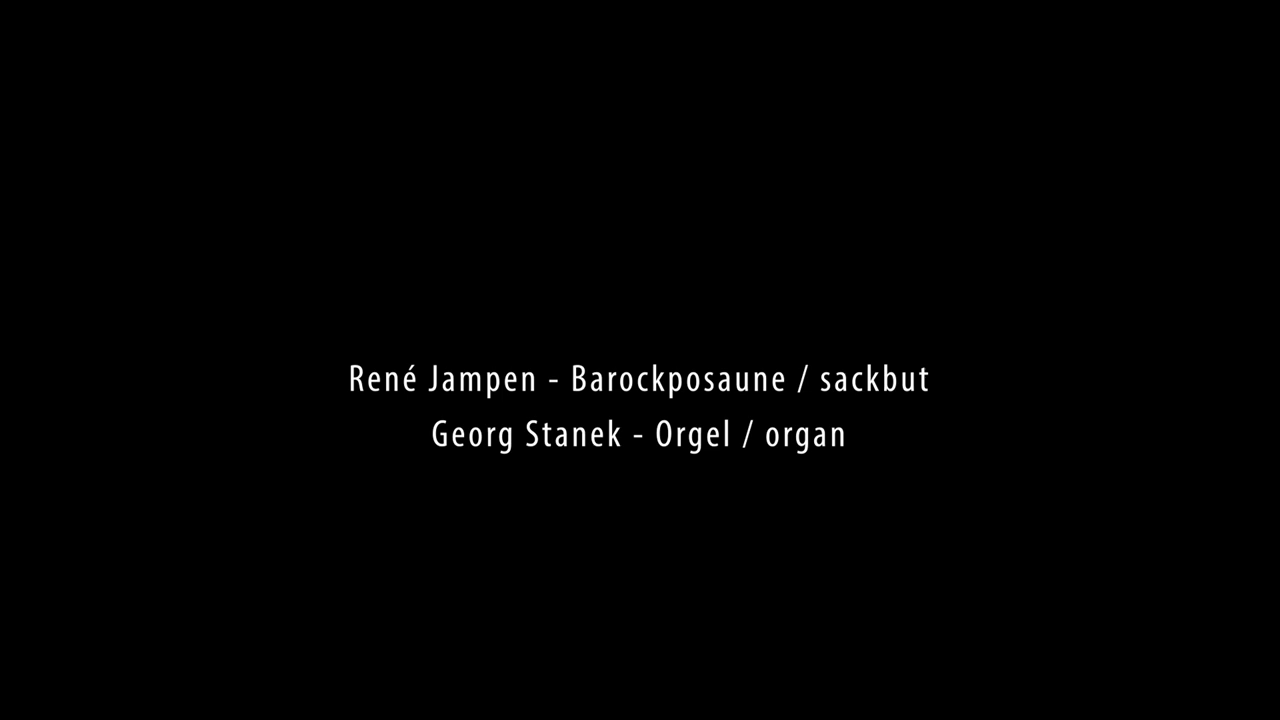 René Jampen - Barockposaune / sackbut
Georg Stanek - Orgel / organ